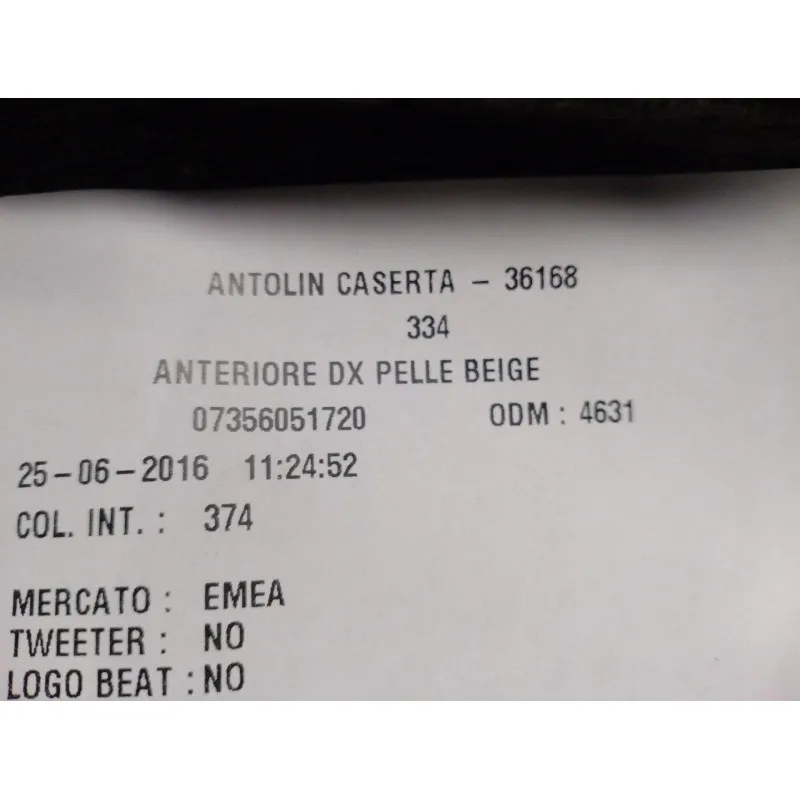 ANTOLIN CASERTA - 36168
334
ANTERIORE DX PELLE BEIGE
07356051720 ODM : 4631
25-06-2016 11:24:52
COL. INT. : 374
MERCATO : EMEA
TWEETER : NO
LOGO BEAT : NO